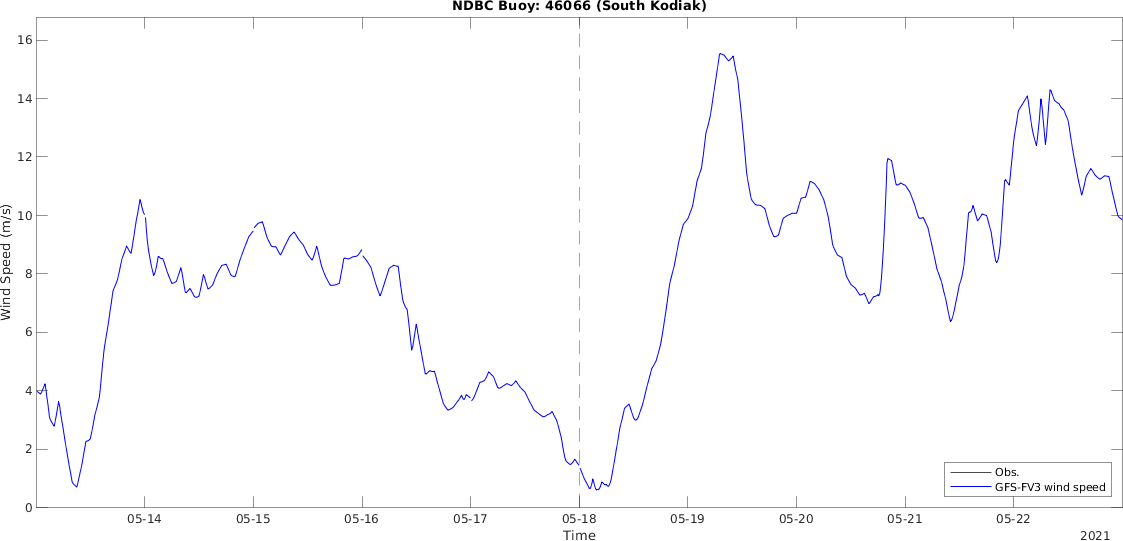 NDBC Buoy: 46066 (South Kodiak)
16
14
12
10
8
6
4
2
0
Wind Speed (m/s)
Obs.
GFS-FV3 wind speed
05-14 05-15 05-16 05-17 05-18 05-19 05-20 05-21 05-22
Time
2021